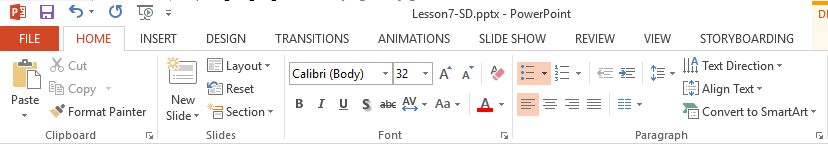 Lesson7-SD.pptx - PowerPoint
FILE HOME INSERT DESIGN TRANSITIONS ANIMATIONS SLIDE SHOW REVIEW VIEW STORYBOARDING
Paste
Cut
Copy
Format Painter
Clipboard
New
Slide
Layout
Reset
Section
Slides
Calibri (Body) 32
B I U S abc AV Aa A
Font
Text Direction
Align Text
Convert to SmartArt
Paragraph